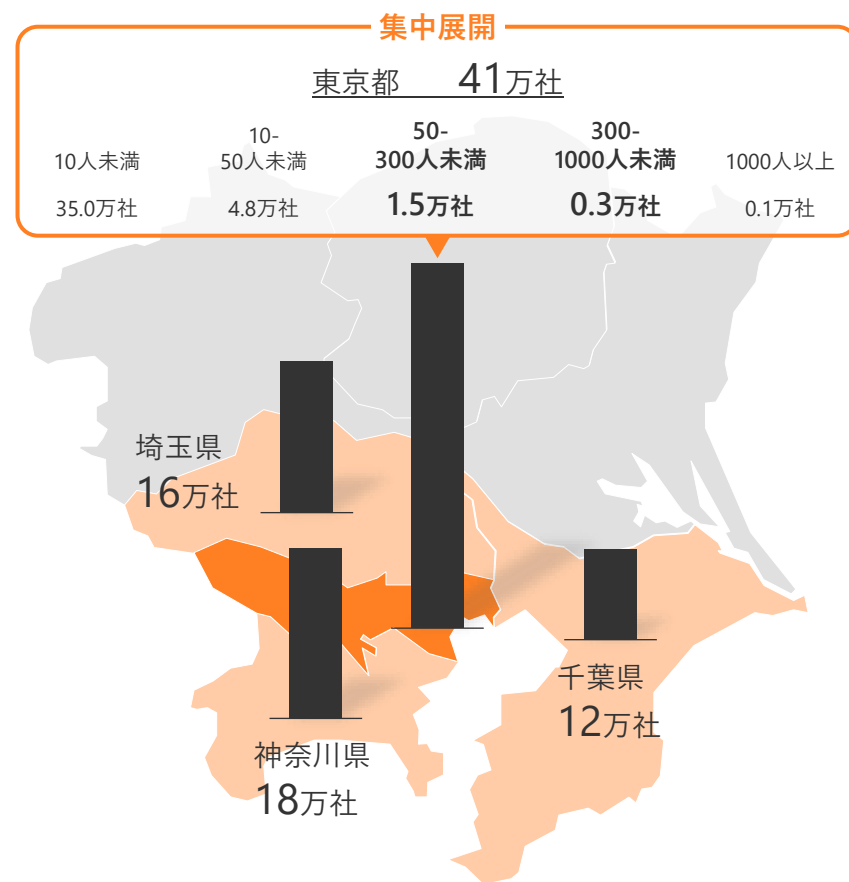 集中展開
東京都 41万社
10人未満
10-
50人未満
50-
300人未満
300-
1000人未満
1000人以上
35.0万社 4.8万社 1.5万社 0.3万社 0.1万社
埼玉県
16万社
千葉県
12万社
神奈川県
18万社